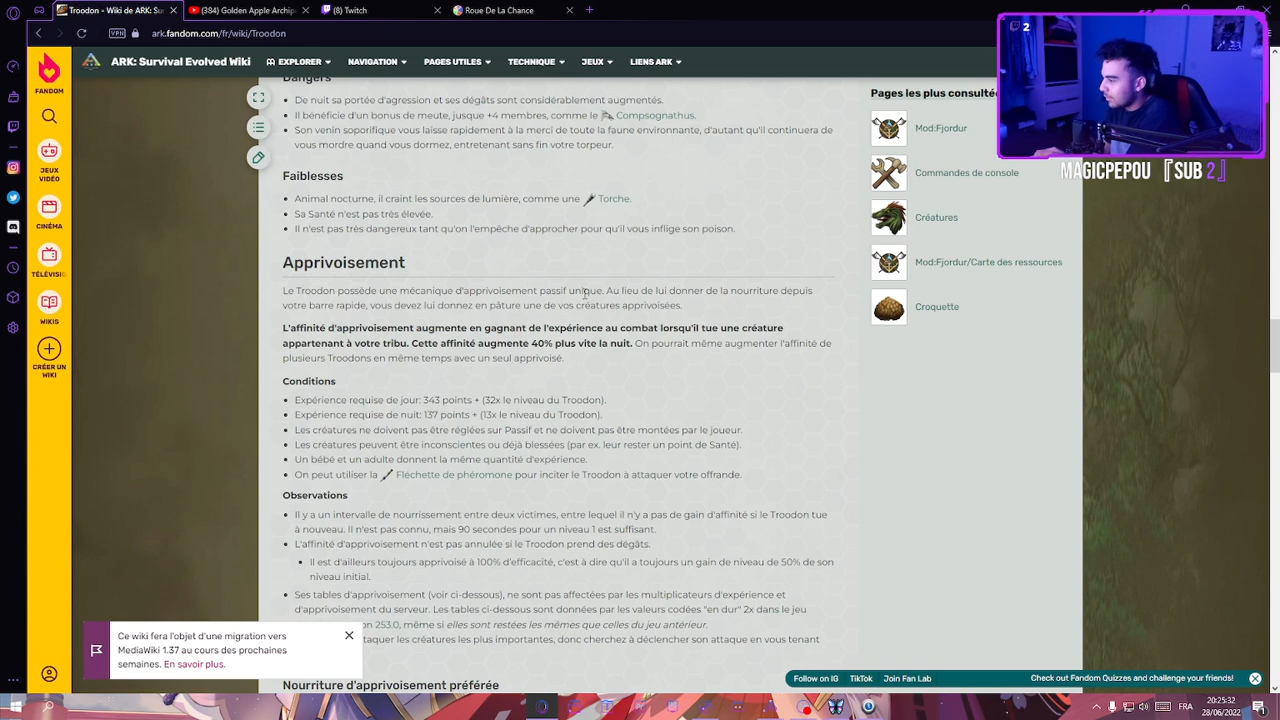 Troodon - Wiki ARK: Su
(384) Golden Aqua Archip
(8) Twitch
Roue De La Chance
VPN
ark.fandom.com/fr/wiki/Troodon
2
FANDOM
JEUX VIDÉO
CINÉMA
TÉLÉVISIO
WIKIS
CRÉER UN WIKI
ARK: Survival Evolved Wiki
EXPLORER
NAVIGATION
PAGES UTILES
TECHNIQUE
JEUX
LIENS ARK
Dangers
De nuit sa portée d'agression et ses dégâts sont considérablement augmentés.
Il bénéficie d'un bonus de meute, jusque +4 membres, comme le Compsognathus.
Son venin soporifique vous laisse rapidement à la merci de toute la faune environnante, d'autant qu'il continuera de
vous mordre quand vous dormez, entretenant sans fin votre torpeur.
Faiblesses
Animal nocturne, il craint les sources de lumière, comme une Torche.
Sa Santé n'est pas très élevée.
Il n'est pas très dangereux tant qu'on l'empêche d'approcher pour qu'il vous inflige son poison.
Apprivoisement
Le Troodon possède une mécanique d'apprivoisement passif unique. Au lieu de lui donner de la nourriture depuis
votre barre rapide, vous devez lui donnez en pâture une de vos créatures apprivoisées.
L'affinité d'apprivoisement augmente en gagnant de l'expérience au combat lorsqu'il tue une créature
appartenant à votre tribu. Cette affinité augmente 40% plus vite la nuit. On pourrait même augmenter l'affinité de
plusieurs Troodons en même temps avec un seul apprivoisé.
Conditions
Expérience requise de jour: 343 points + (32x le niveau du Troodon).
Expérience requise de nuit: 137 points + (13x le niveau du Troodon).
Les créatures ne doivent pas être réglées sur Passif et ne doivent pas être montées par le joueur.
Les créatures peuvent être inconscientes ou déjà blessées (par ex. leur rester un point de Santé).
Un bébé et un adulte donnent la même quantité d'expérience.
On peut utiliser la Fléchette de phéromone pour inciter le Troodon à attaquer votre offrande.
Observations
Il y a un intervalle de nourrissement entre deux victimes, entre lequel il n'y a pas de gain d'affinité si le Troodon tue
à nouveau. Il n'est pas connu, mais 90 secondes pour un niveau 1 est suffisant.
L'affinité d'apprivoisement n'est pas annulée si le Troodon prend des dégâts.
Il est d'ailleurs toujours apprivoisé à 100% d'efficacité, c'est à dire qu'il a toujours un gain de niveau de 50% de son
niveau initial.
Ses tables d'apprivoisement (voir ci-dessous), ne sont pas affectées par les multiplicateurs d'expérience et
d'apprivoisement du serveur. Les tables ci-dessous sont données par les valeurs codées "en dur" 2x dans le jeu
on 253.0, même si elles sont restées les mêmes que celles du jeu antérieur.
taquer les créatures les plus importantes, donc cherchez à déclencher son attaque en vous tenant
Nourriture d'apprivoisement préférée
Pages les plus consultée
Mod:Fjordur
Commandes de console
Créatures
Mod:Fjordur/Carte des ressources
Croquette
MAGICPEPOU 『SUB 2』
Ce wiki fera l'objet d'une migration vers
MediaWiki 1.37 au cours des prochaines
semaines. En savoir plus.
Follow on IG
TikTok
Join Fan Lab
Check out Fandom Quizzes and challenge your friends!
20:25:32
28/06/2022